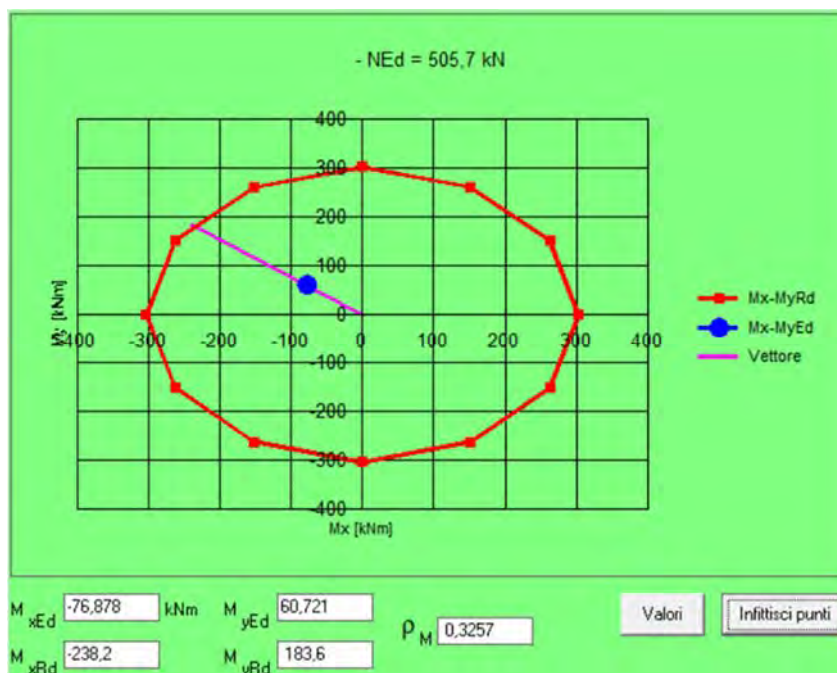 - NEd = 505,7 kN
400
300
200
100
0
-400 -300 -200 -100 0 100 200 300 400
-100
-200
-300
-400
[kNm]
Mx [kNm]
Mx-MyRd
Mx-MyEd
Vettore
M xEd -76,878 kNm M yEd 60,721
ρ M 0,3257
Valori Infittisci punti
M xRd -238,2 M yRd 183,6